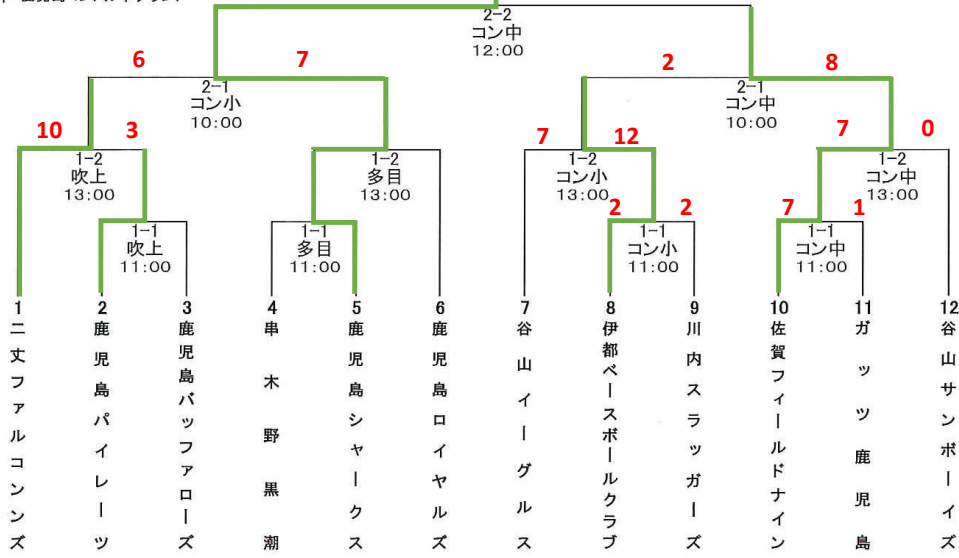 2-2
コン中
12:00
6
7
2
8
2-1
コン小
10:00
2-1
コン中
10:00
10
3
7
12
7
0
1-2
吹上
13:00
1-2
多目
13:00
1-2
コン小
13:00
1-2
コン中
13:00
2
2
7
1
1-1
吹上
11:00
1-1
多目
11:00
1-1
コン小
11:00
1-1
コン中
11:00
1
2
3
4
5
6
7
8
9
10
11
12
二丈ファルコンンズ
鹿児島パイレーツ
鹿児島バッファローズ
串木野黒潮
鹿児島シャークス
鹿児島ロイヤルズ
谷山イーグルス
伊都ベースボールクラブ
川内スラッガーズ
佐賀フィールドナイン
ガッツ鹿児島
谷山サンボーイズ